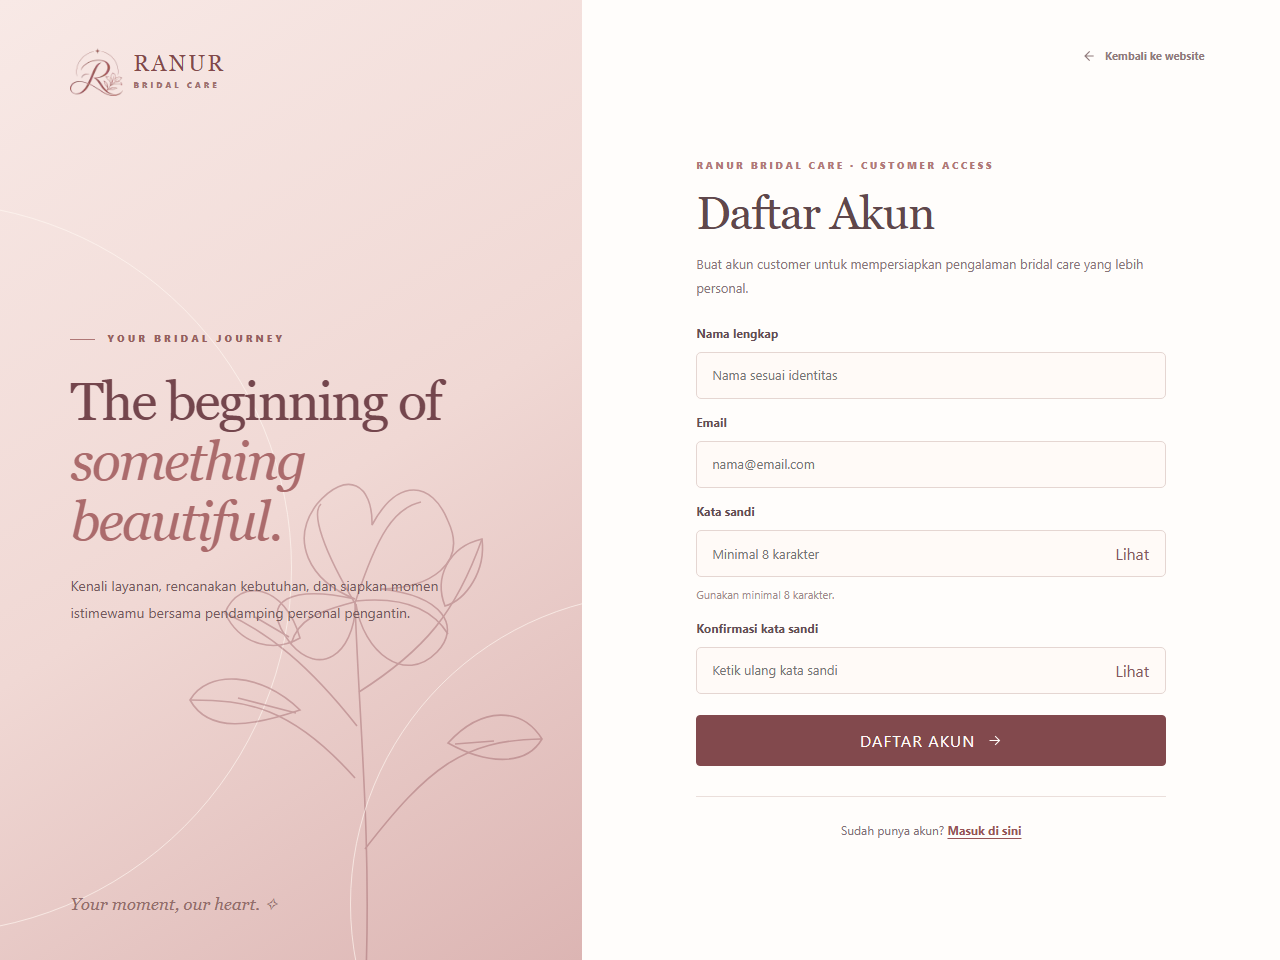 RANUR
BRIDAL CARE
YOUR BRIDAL JOURNEY
The beginning of
something
beautiful.
Kenali layanan, rencanakan kebutuhan, dan siapkan momen
istimewamu bersama pendamping personal pengantin.
Your moment, our heart.
Kembali ke website
RANUR BRIDAL CARE • CUSTOMER ACCESS
Daftar Akun
Buat akun customer untuk mempersiapkan pengalaman bridal care yang lebih
personal.
Nama lengkap
Nama sesuai identitas
Email
nama@email.com
Kata sandi
Minimal 8 karakter Lihat
Gunakan minimal 8 karakter.
Konfirmasi kata sandi
Ketik ulang kata sandi Lihat
DAFTAR AKUN →
Sudah punya akun? Masuk di sini